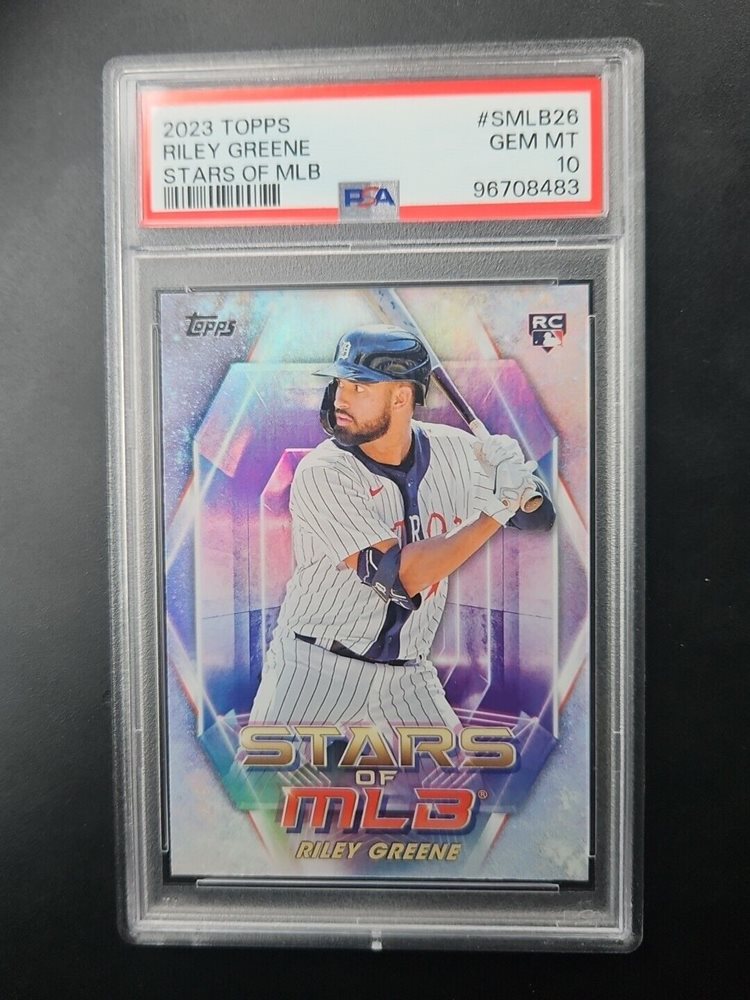 2023 TOPPS #SMLB26
RILEY GREENE GEM MT
STARS OF MLB 10
PSA 96708483
Topps
RC
D
TRO
STARS
OF
MLB®
RILEY GREENE